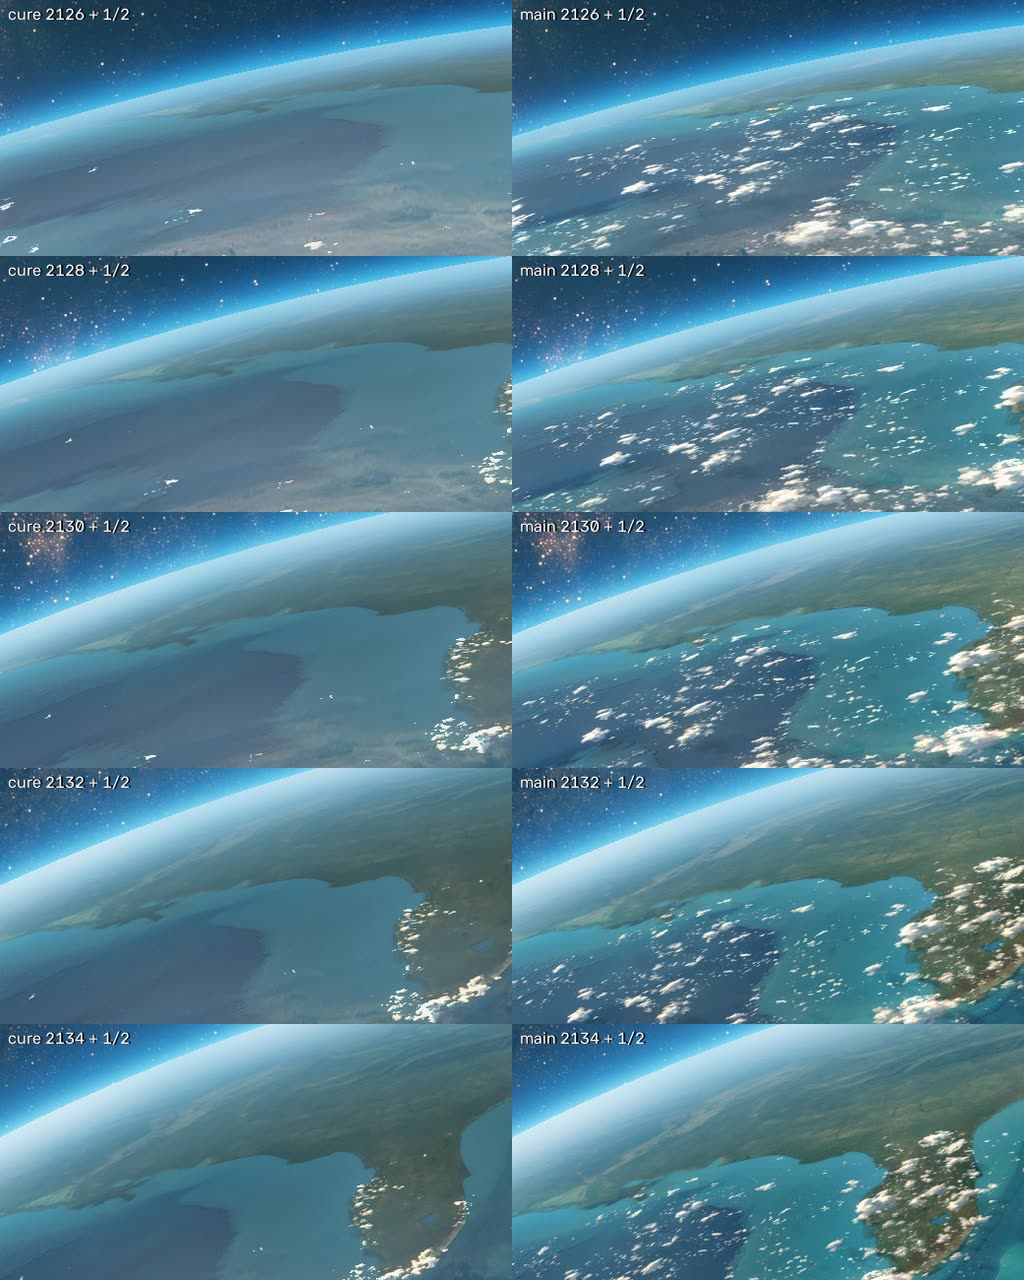 cure 2126 + 1/2
main 2126 + 1/2
cure 2128 + 1/2
main 2128 + 1/2
cure 2130 + 1/2
main 2130 + 1/2
cure 2132 + 1/2
main 2132 + 1/2
cure 2134 + 1/2
main 2134 + 1/2